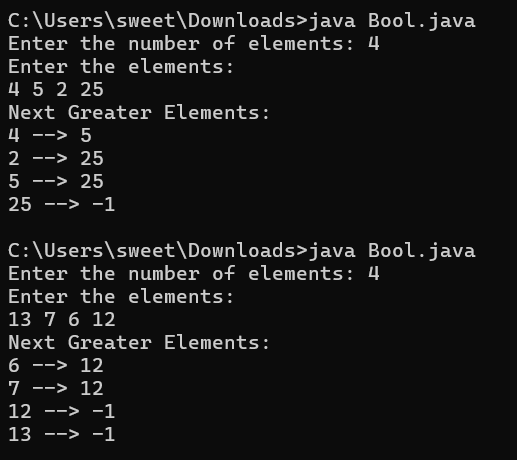 C:\Users\sweet\Downloads>java Bool.java
Enter the number of elements: 4
Enter the elements:
4 5 2 25
Next Greater Elements:
4 --> 5
2 --> 25
5 --> 25
25 --> -1
C:\Users\sweet\Downloads>java Bool.java
Enter the number of elements: 4
Enter the elements:
13 7 6 12
Next Greater Elements:
6 --> 12
7 --> 12
12 --> -1
13 --> -1